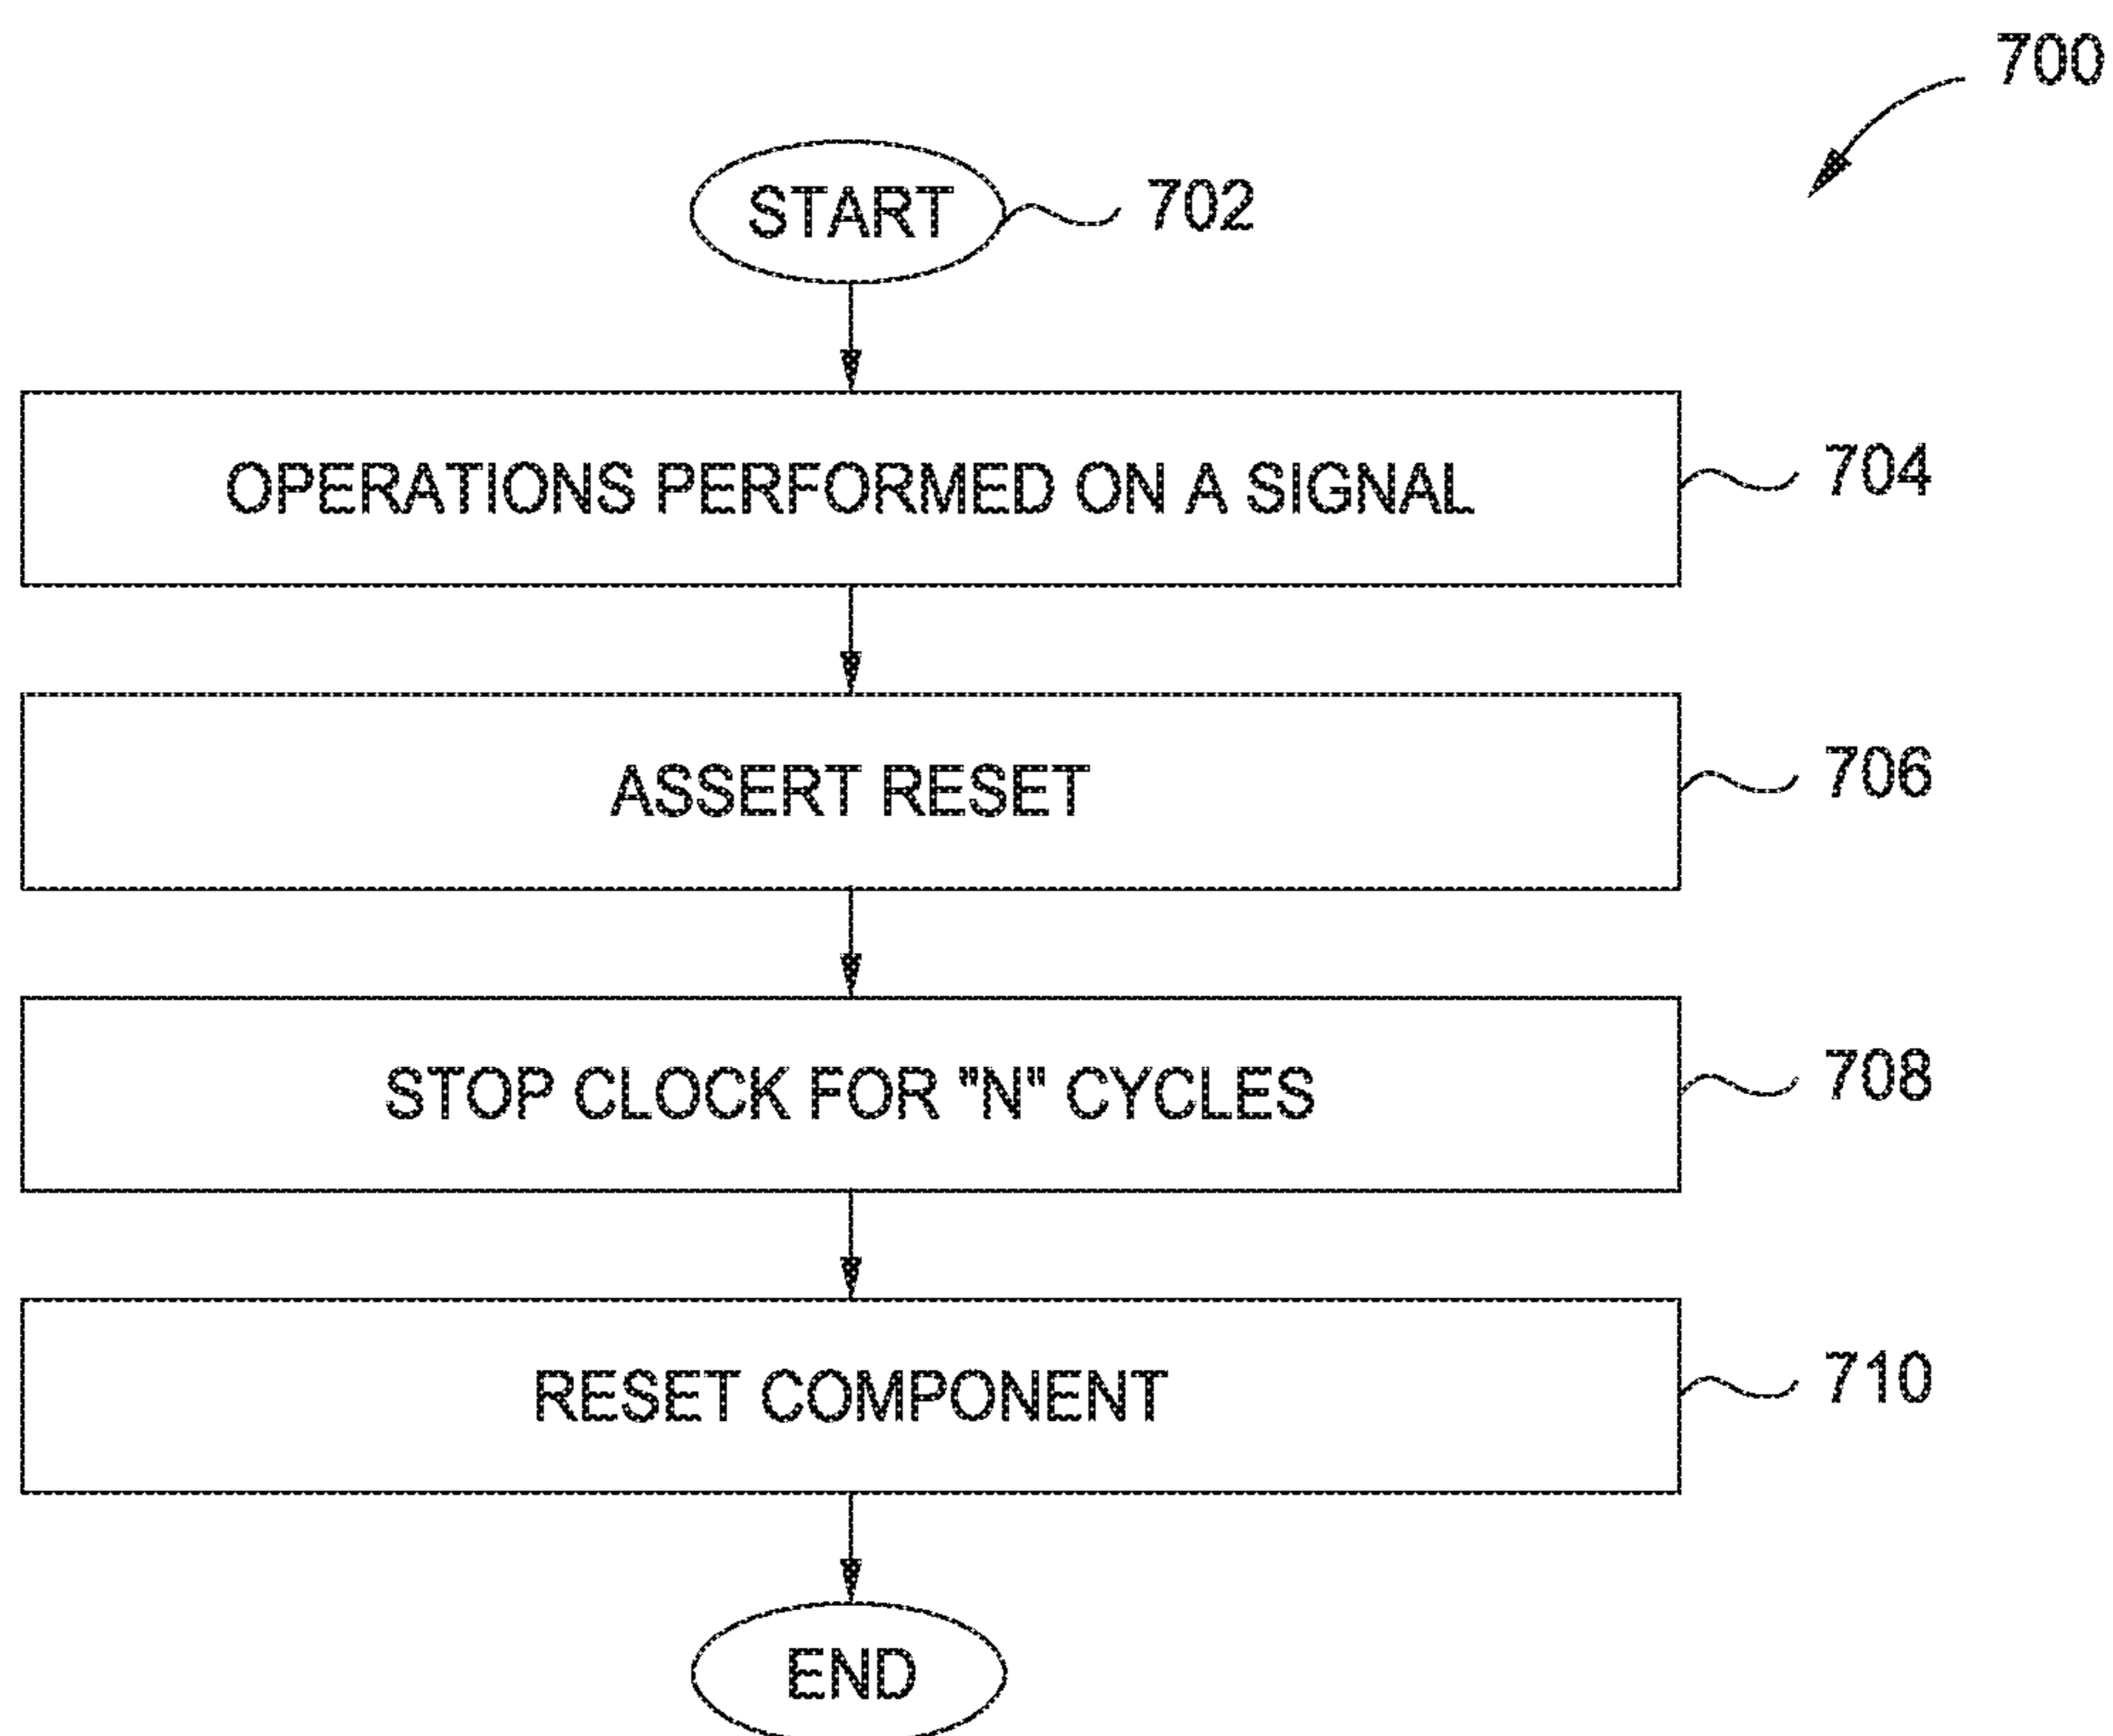 700
START 702
OPERATIONS PERFORMED ON A SIGNAL 704
ASSERT RESET 706
STOP CLOCK FOR "N" CYCLES 708
RESET COMPONENT 710
END